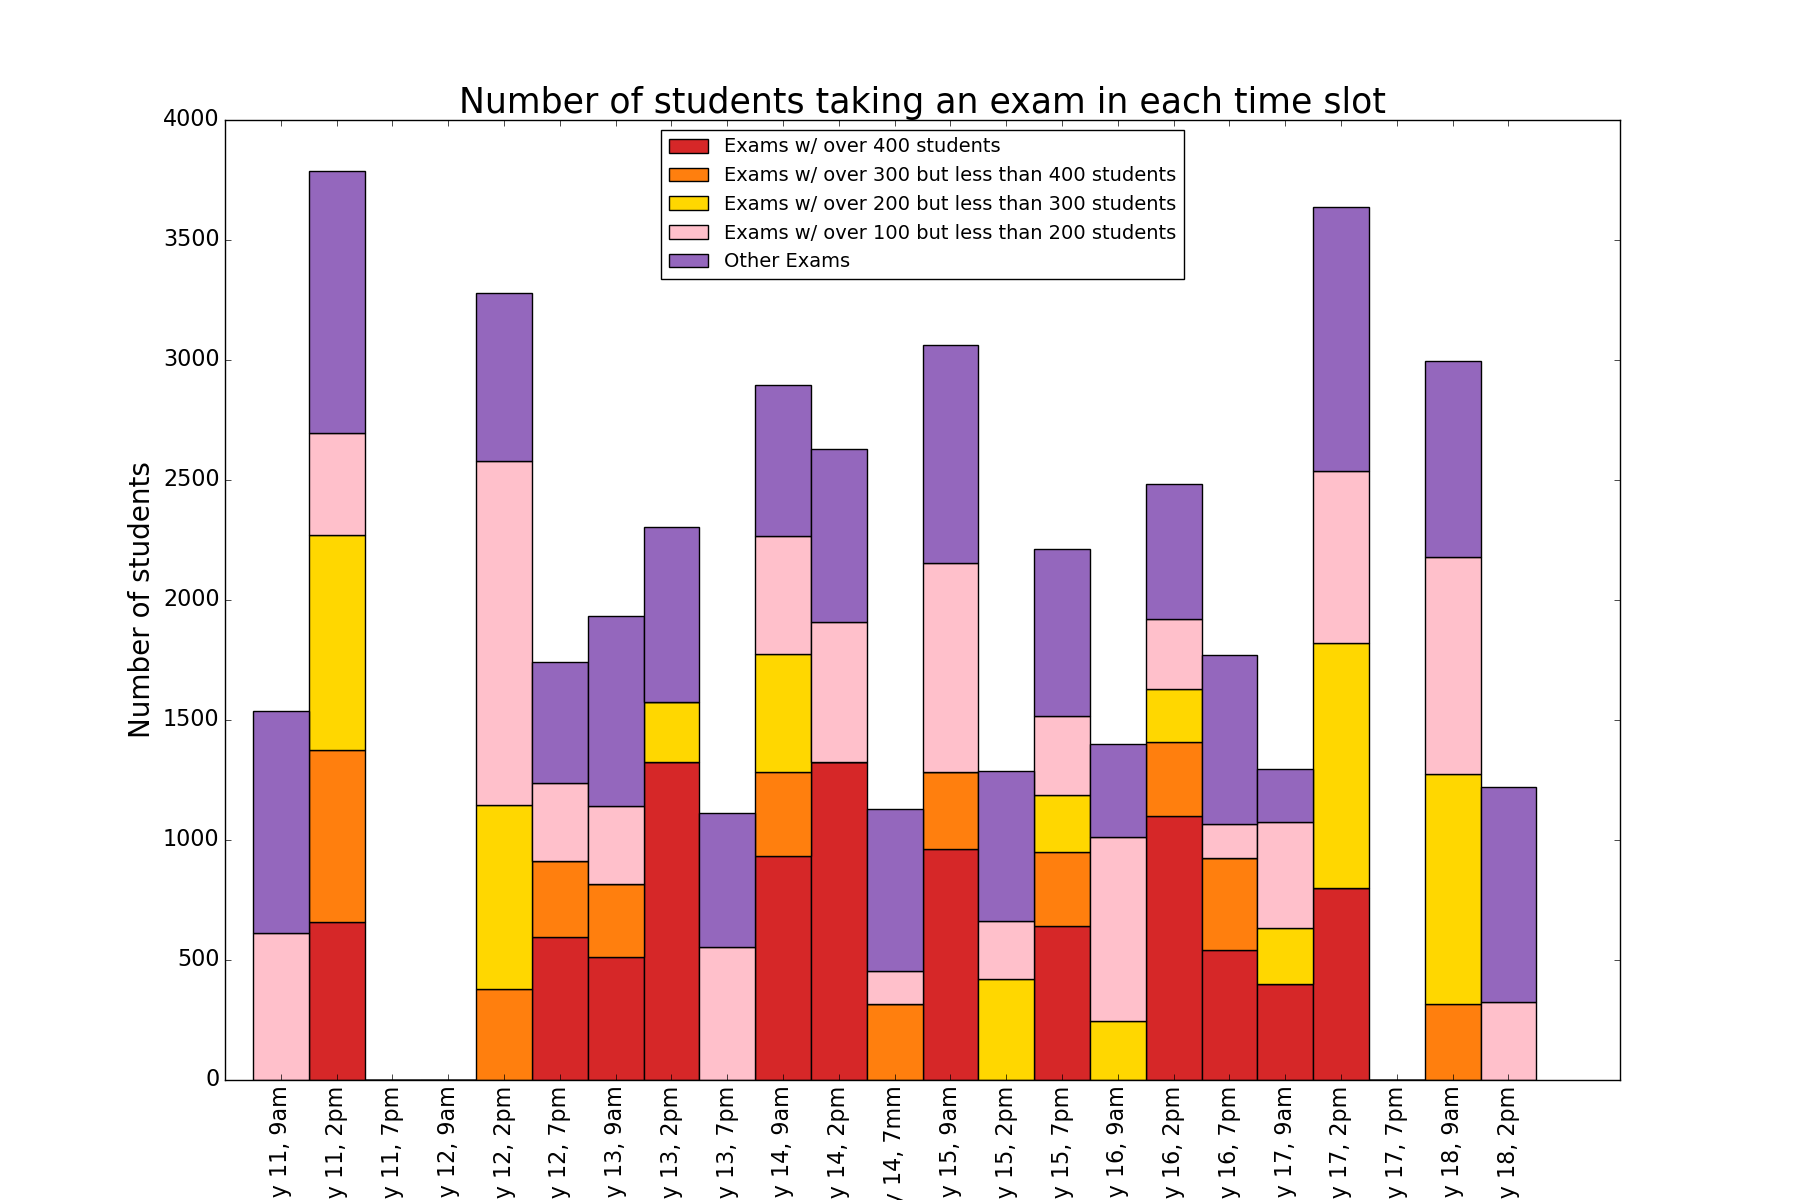 Number of students taking an exam in each time slot
Exams w/ over 400 students
Exams w/ over 300 but less than 400 students
Exams w/ over 200 but less than 300 students
Exams w/ over 100 but less than 200 students
Other Exams
Number of students
4000
3500
3000
2500
2000
1500
1000
500
0
y 11, 9am
y 11, 2pm
y 11, 7pm
y 12, 9am
y 12, 2pm
y 12, 7pm
y 13, 9am
y 13, 2pm
y 13, 7pm
y 14, 9am
y 14, 2pm
y 14, 7mm
y 15, 9am
y 15, 2pm
y 15, 7pm
y 16, 9am
y 16, 2pm
y 16, 7pm
y 17, 9am
y 17, 2pm
y 17, 7pm
y 18, 9am
y 18, 2pm